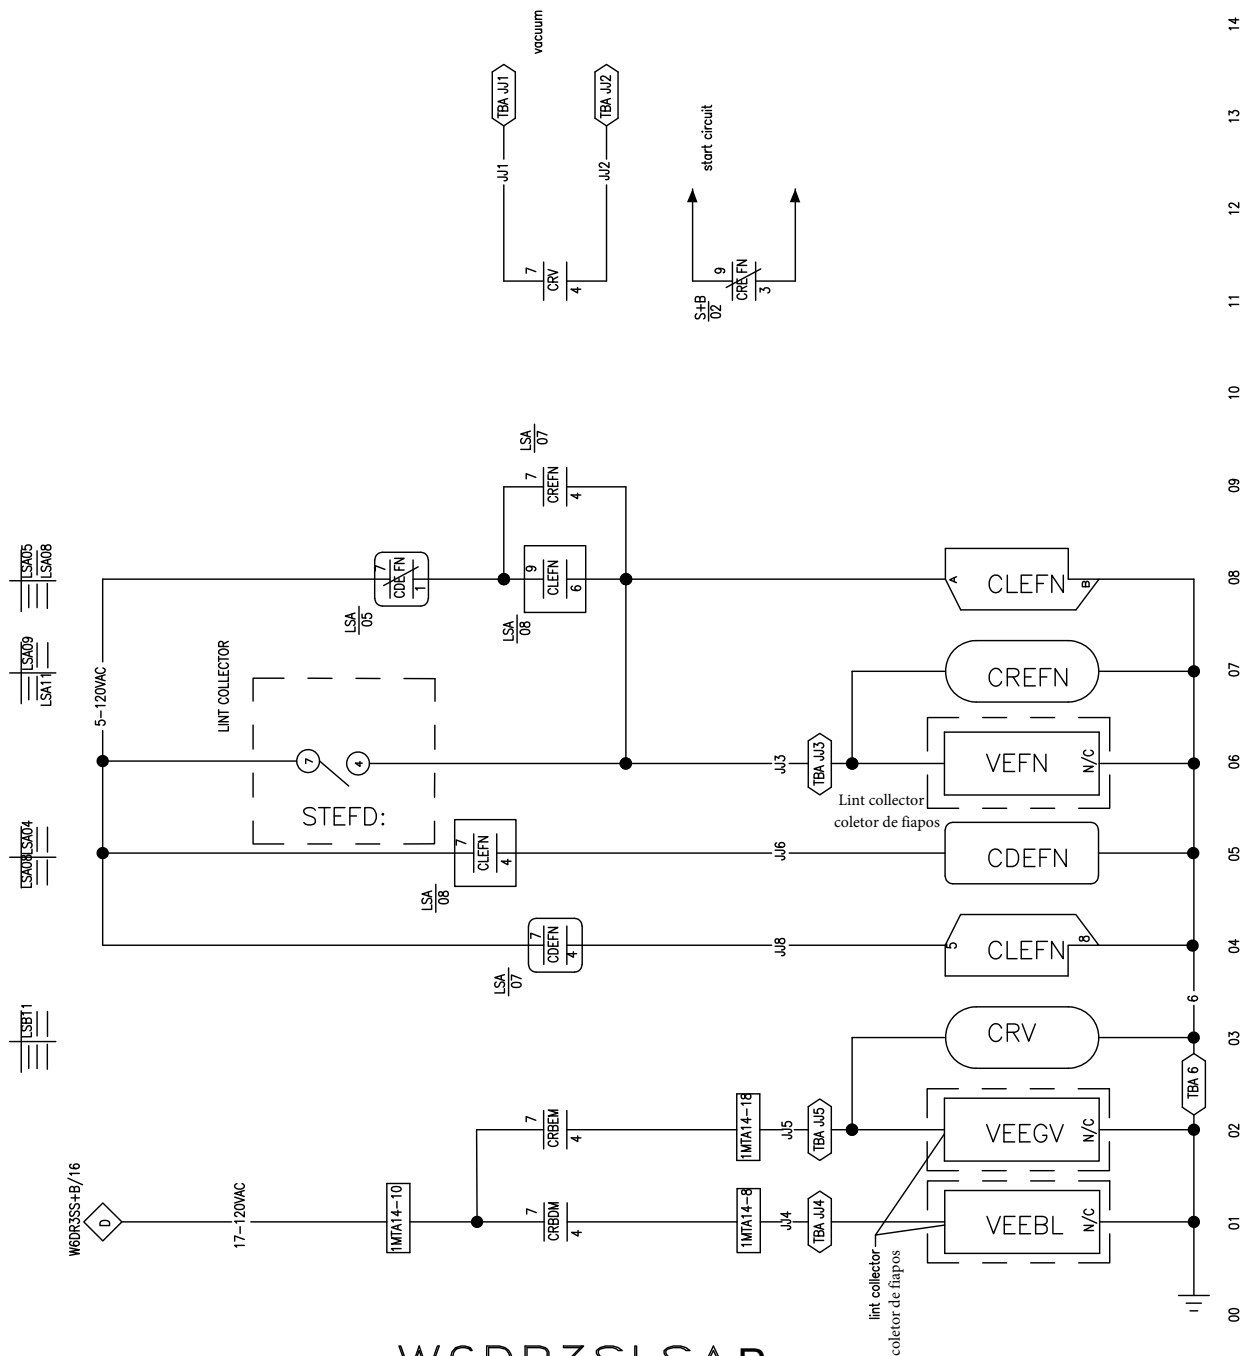 14
13
12
11
10
09
08
07
06
05
04
03
02
01
00
vacuum
TBA JJ1
TBA JJ2
JJ1
JJ2
7
CRV
4
start circuit
S+B
02
9
CREFN
3
LSA05
LSA08
LSA09
LSA11
LSA08
LSA04
LSB11
5-120VAC
LSA
07
7
CREFN
4
7
CDEFN
1
LSA
05
9
CLEFN
6
LSA
08
A
CLEFN
B
LINT COLLECTOR
7
4
STEFD:
CREFN
JJ3
TBA JJ3
VEFN
N/C
Lint collector
coletor de fiapos
7
CLEFN
4
LSA
08
JJ6
CDEFN
7
CDEFN
4
LSA
07
JJ8
5
CLEFN
8
6
CRV
TBA 6
7
CRBEM
4
1MTA14-18
JJ5
TBA JJ5
VEEGV
N/C
W6DR3SS+B/16
D
17-120VAC
1MTA14-10
7
CRBDM
4
1MTA14-8
JJ4
TBA JJ4
VEEBL
N/C
lint collector
coletor de fiapos